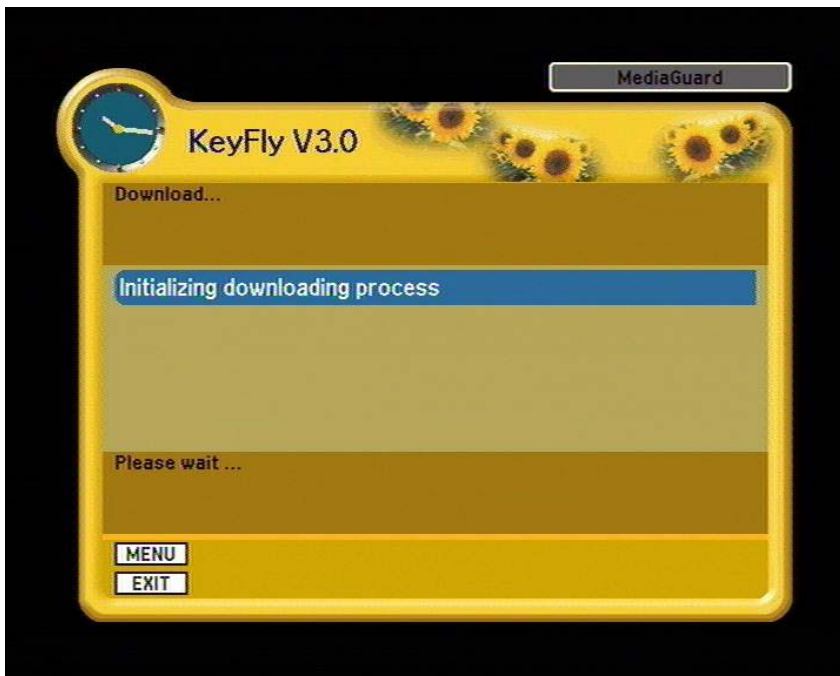 MediaGuard
KeyFly V3.0
Download...
Initializing downloading process
Please wait ...
MENU
EXIT